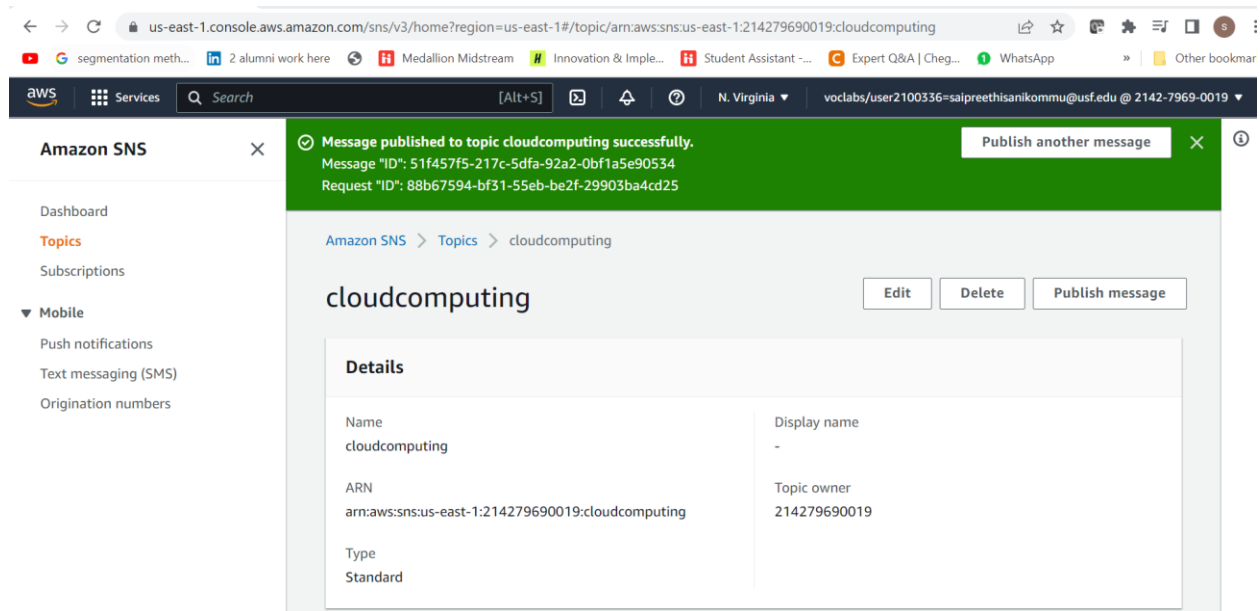 us-east-1.console.aws.amazon.com/sns/v3/home?region=us-east-1#/topic/arn:aws:sns:us-east-1:214279690019:cloudcomputing
S
G segmentation meth... in 2 alumni work here Medallion Midstream H Innovation & Imple... Student Assistant -... C Expert Q&A | Cheg... 1 WhatsApp » Other bookmar
aws Services Search [Alt+S] N. Virginia ▼ voclabs/user2100336=saipreethisanikommu@usf.edu @ 2142-7969-0019 ▼
Amazon SNS
Message published to topic cloudcomputing successfully.
Publish another message
Message "ID": 51f457f5-217c-5dfa-92a2-0bf1a5e90534
Request "ID": 88b67594-bf31-55eb-be2f-29903ba4cd25
Dashboard
Topics
Subscriptions
Mobile
Push notifications
Text messaging (SMS)
Origination numbers
Amazon SNS > Topics > cloudcomputing
cloudcomputing
Edit Delete Publish message
Details
Name
cloudcomputing
ARN
arn:aws:sns:us-east-1:214279690019:cloudcomputing
Type
Standard
Display name
-
Topic owner
214279690019